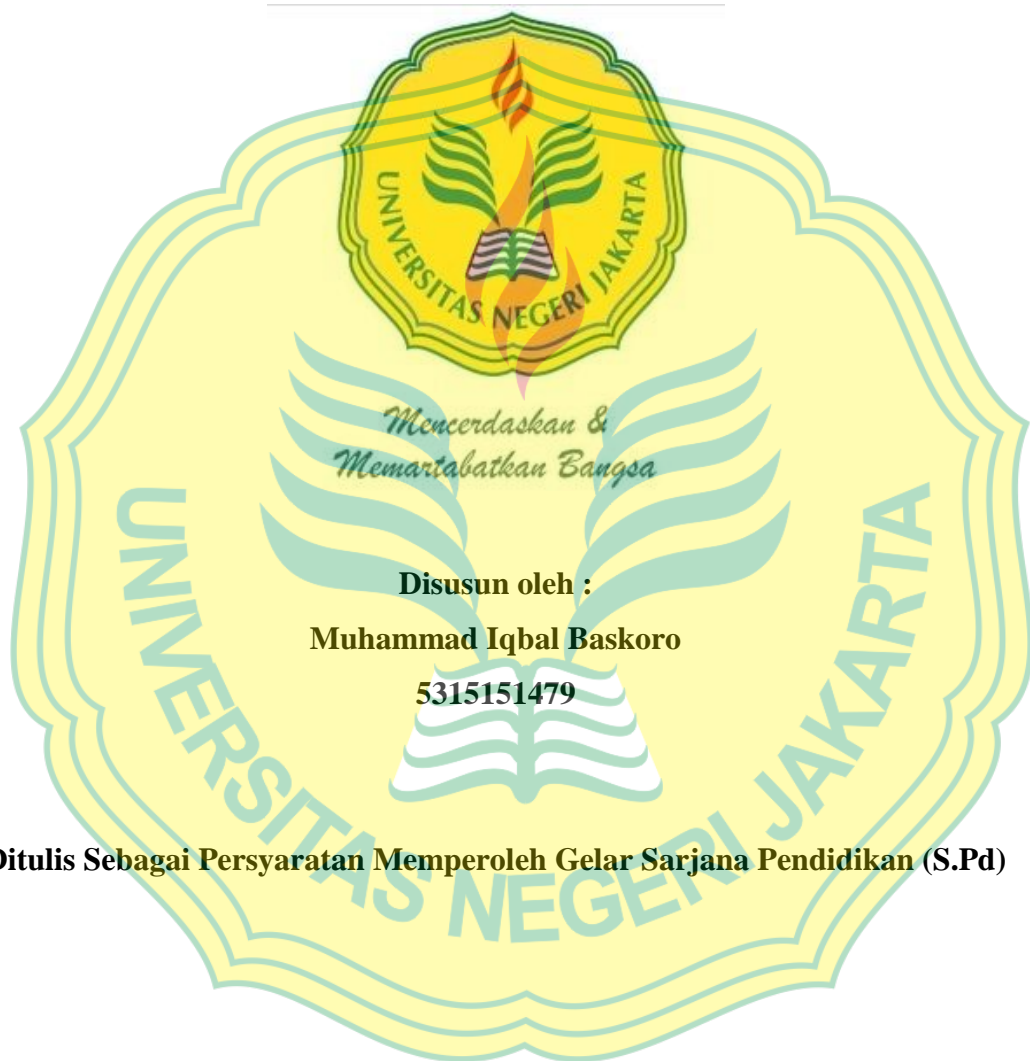 UNIVERSITAS NEGERI JAKARTA
Mencerdaskan &
Memartabatkan Bangsa
Disusun oleh :
Muhammad Iqbal Baskoro
5315151479
Ditulis Sebagai Persyaratan Memperoleh Gelar Sarjana Pendidikan (S.Pd)
UNIVERSITAS NEGERI JAKARTA